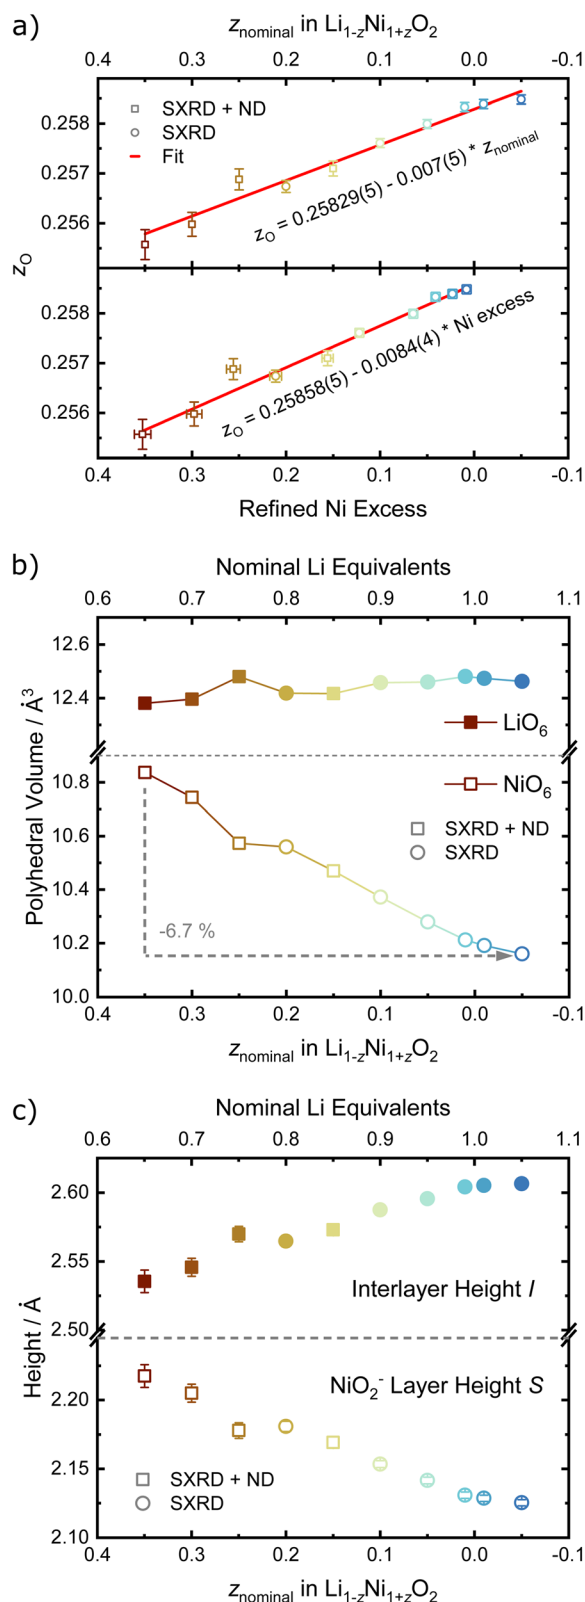 a)
z_nominal in Li_1-zNi_1+zO_2
0.3 0.2 0.1 0.0
SXRD + ND
SXRD
Fit
0.258
0.257
0.256
z_O = 0.25829(5) - 0.007(5) * z_nominal
z_O
0.258
0.257
0.256
z_O = 0.25858(5) - 0.0084(4) * Ni excess
0.4 0.3 0.2 0.1 0.0 -0.1
Refined Ni Excess
b)
Nominal Li Equivalents
0.6 0.7 0.8 0.9 1.0 1.1
12.6
12.4
LiO_6
Polyhedral Volume / Å^3
10.8
10.6
10.4
10.2
10.0
NiO_6
SXRD + ND
SXRD
-6.7 %
0.4 0.3 0.2 0.1 0.0 -0.1
z_nominal in Li_1-zNi_1+zO_2
c)
Nominal Li Equivalents
0.6 0.7 0.8 0.9 1.0 1.1
2.60
2.55
2.50
Interlayer Height I
Height / Å
2.20
2.15
2.10
NiO_2^- Layer Height S
SXRD + ND
SXRD
0.4 0.3 0.2 0.1 0.0 -0.1
z_nominal in Li_1-zNi_1+zO_2